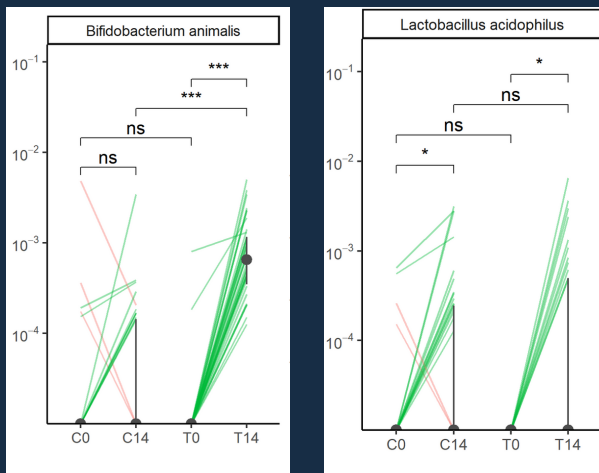 Bifidobacterium animalis
10⁻¹
10⁻²
10⁻³
10⁻⁴
***
***
ns
ns
C0 C14 T0 T14
Lactobacillus acidophilus
10⁻¹
10⁻²
10⁻³
10⁻⁴
*
ns
ns
*
C0 C14 T0 T14